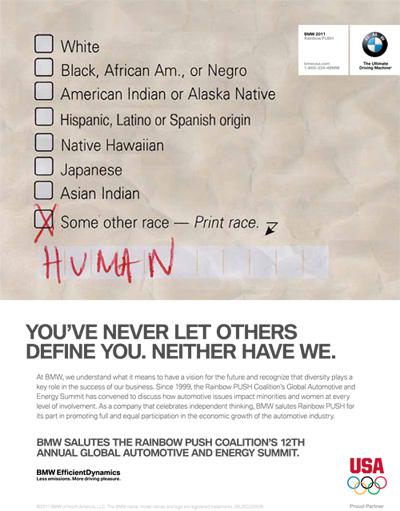 BMW 2011
Rainbow PUSH
bmwusa.com
1-800-334-4BMW
BMW
The Ultimate
Driving Machine®
White
Black, African Am., or Negro
American Indian or Alaska Native
Hispanic, Latino or Spanish origin
Native Hawaiian
Japanese
Asian Indian
Some other race — Print race.
HUMAN
YOU'VE NEVER LET OTHERS
DEFINE YOU. NEITHER HAVE WE.
At BMW, we understand what it means to have a vision for the future and recognize that diversity plays a
key role in the success of our business. Since 1999, the Rainbow PUSH Coalition's Global Automotive and
Energy Summit has convened to discuss how automotive issues impact minorities and women at every
level of involvement. As a company that celebrates independent thinking, BMW salutes Rainbow PUSH for
its part in promoting full and equal participation in the economic growth of the automotive industry.
BMW SALUTES THE RAINBOW PUSH COALITION'S 12TH
ANNUAL GLOBAL AUTOMOTIVE AND ENERGY SUMMIT.
BMW EfficientDynamics
Less emissions. More driving pleasure.
USA
©2011 BMW of North America, LLC. The BMW name, model names and logo are registered trademarks.
Proud Partner